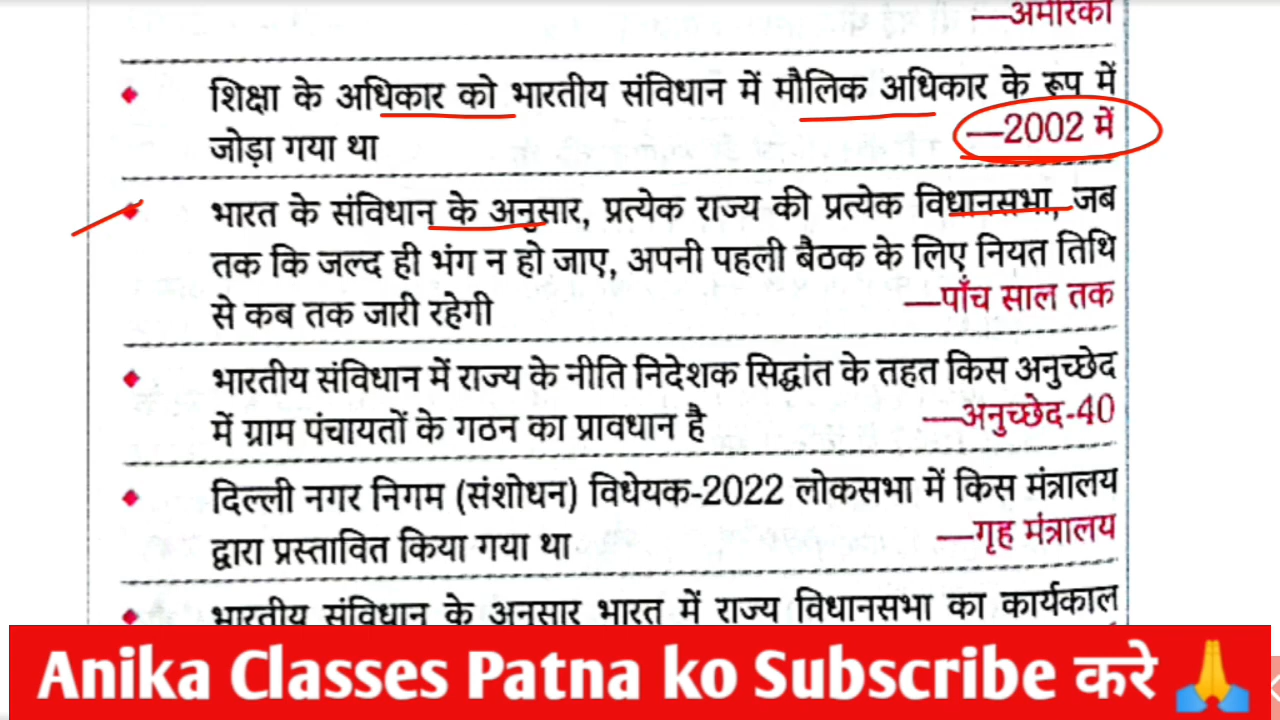 —अमेरिका
शिक्षा के अधिकार को भारतीय संविधान में मौलिक अधिकार के रूप में
जोड़ा गया था —2002 में
भारत के संविधान के अनुसार, प्रत्येक राज्य की प्रत्येक विधानसभा, जब
तक कि जल्द ही भंग न हो जाए, अपनी पहली बैठक के लिए नियत तिथि
से कब तक जारी रहेगी —पाँच साल तक
भारतीय संविधान में राज्य के नीति निदेशक सिद्धांत के तहत किस अनुच्छेद
में ग्राम पंचायतों के गठन का प्रावधान है —अनुच्छेद-40
दिल्ली नगर निगम (संशोधन) विधेयक-2022 लोकसभा में किस मंत्रालय
द्वारा प्रस्तावित किया गया था —गृह मंत्रालय
भारतीय संविधान के अनुसार भारत में राज्य विधानसभा का कार्यकाल
Anika Classes Patna ko Subscribe करे 🙏